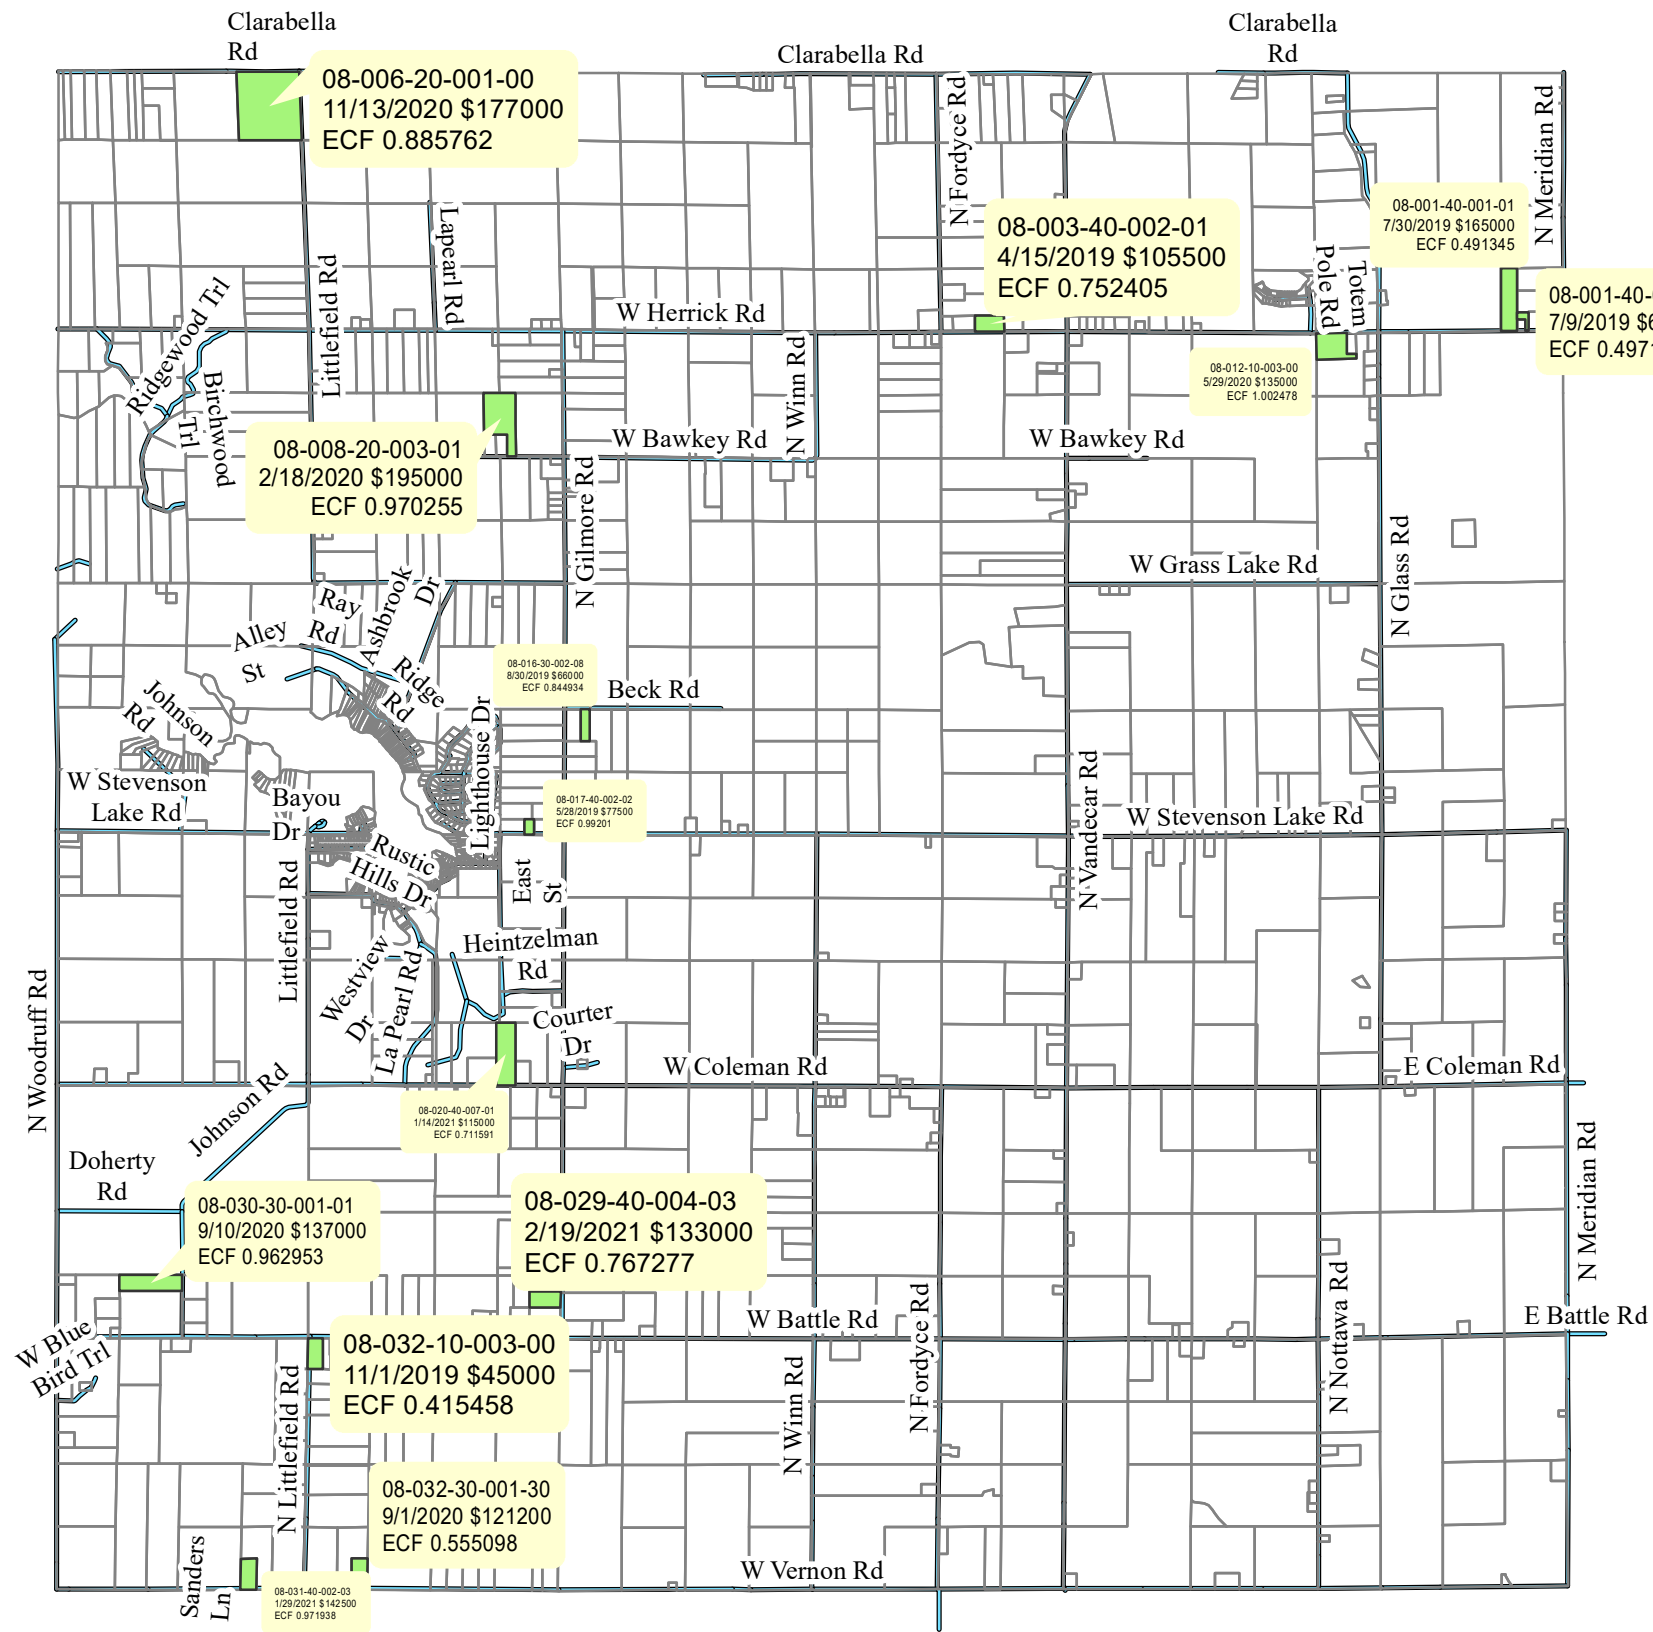 Clarabella
Rd
Clarabella Rd
Clarabella
Rd
08-006-20-001-00
11/13/2020 $177000
ECF 0.885762
N Fordyce Rd
N Meridian Rd
08-001-40-001-01
7/30/2019 $165000
ECF 0.491345
08-003-40-002-01
4/15/2019 $105500
ECF 0.752405
Lapearl Rd
Littlefield Rd
Totem
Pole Rd
08-001-40-
7/9/2019 $6
ECF 0.4971
W Herrick Rd
Ridgewood Trl
Birchwood
Trl
N Winn Rd
08-012-10-003-00
5/29/2020 $135000
ECF 1.002478
08-008-20-003-01
2/18/2020 $195000
ECF 0.970255
W Bawkey Rd
W Bawkey Rd
N Gilmore Rd
N Glass Rd
W Grass Lake Rd
Ray
Rd
Ashbrook
Dr
Alley
St
Ridge
Rd
08-016-30-002-08
8/30/2019 $66000
ECF 0.844934
Beck Rd
Johnson
Rd
Lighthouse Dr
W Stevenson
Lake Rd
Bayou
Dr
08-017-40-002-02
5/28/2019 $77500
ECF 0.99201
N Vandecar Rd
W Stevenson Lake Rd
Rustic
Hills Dr
East
St
Littlefield Rd
Heintzelman
Rd
Westview
Dr
La Pearl Rd
N Woodruff Rd
Courter
Dr
W Coleman Rd
E Coleman Rd
Johnson Rd
08-020-40-007-01
1/14/2021 $115000
ECF 0.711591
Doherty
Rd
N Meridian Rd
08-030-30-001-01
9/10/2020 $137000
ECF 0.962953
08-029-40-004-03
2/19/2021 $133000
ECF 0.767277
W Battle Rd
E Battle Rd
N Fordyce Rd
N Nottawa Rd
W Blue
Bird Trl
08-032-10-003-00
11/1/2019 $45000
ECF 0.415458
N Littlefield Rd
N Winn Rd
08-032-30-001-30
9/1/2020 $121200
ECF 0.555098
Sanders
Ln
W Vernon Rd
08-031-40-002-03
1/29/2021 $142500
ECF 0.971938